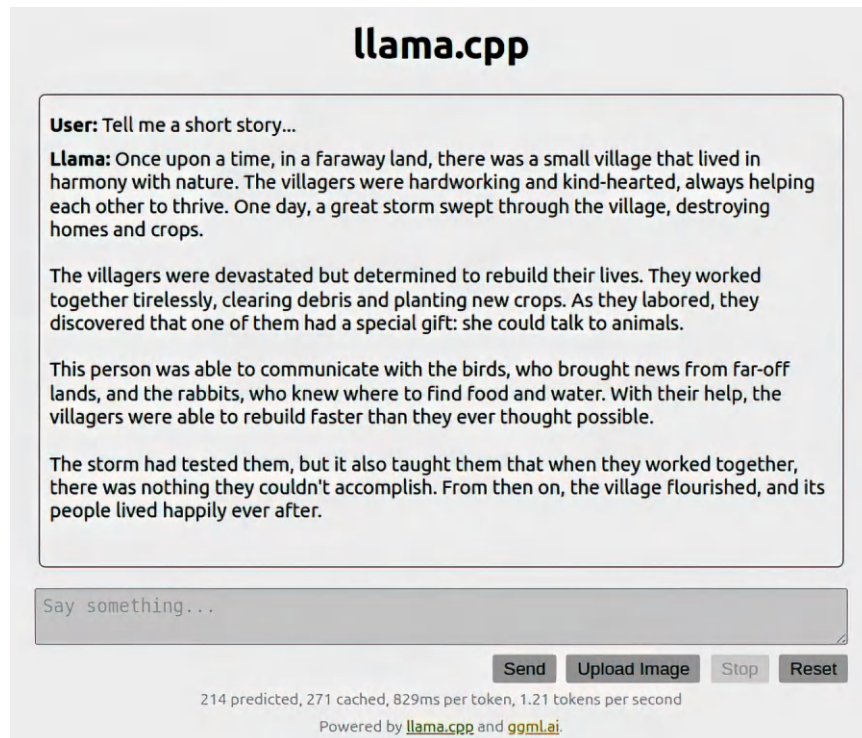 llama.cpp
User: Tell me a short story...
Llama: Once upon a time, in a faraway land, there was a small village that lived in
harmony with nature. The villagers were hardworking and kind-hearted, always helping
each other to thrive. One day, a great storm swept through the village, destroying
homes and crops.
The villagers were devastated but determined to rebuild their lives. They worked
together tirelessly, clearing debris and planting new crops. As they labored, they
discovered that one of them had a special gift: she could talk to animals.
This person was able to communicate with the birds, who brought news from far-off
lands, and the rabbits, who knew where to find food and water. With their help, the
villagers were able to rebuild faster than they ever thought possible.
The storm had tested them, but it also taught them that when they worked together,
there was nothing they couldn't accomplish. From then on, the village flourished, and its
people lived happily ever after.
Say something...
Send Upload Image Stop Reset
214 predicted, 271 cached, 829ms per token, 1.21 tokens per second
Powered by llama.cpp and ggml.ai.